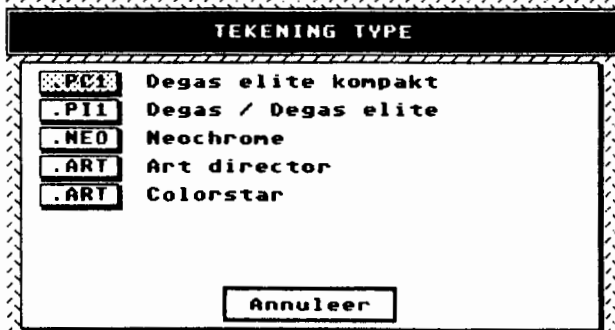 TEKENING TYPE
.PC1 Degas elite kompakt
.PI1 Degas / Degas elite
.NEO Neochrome
.ART Art director
.ART Colorstar
Annuleer